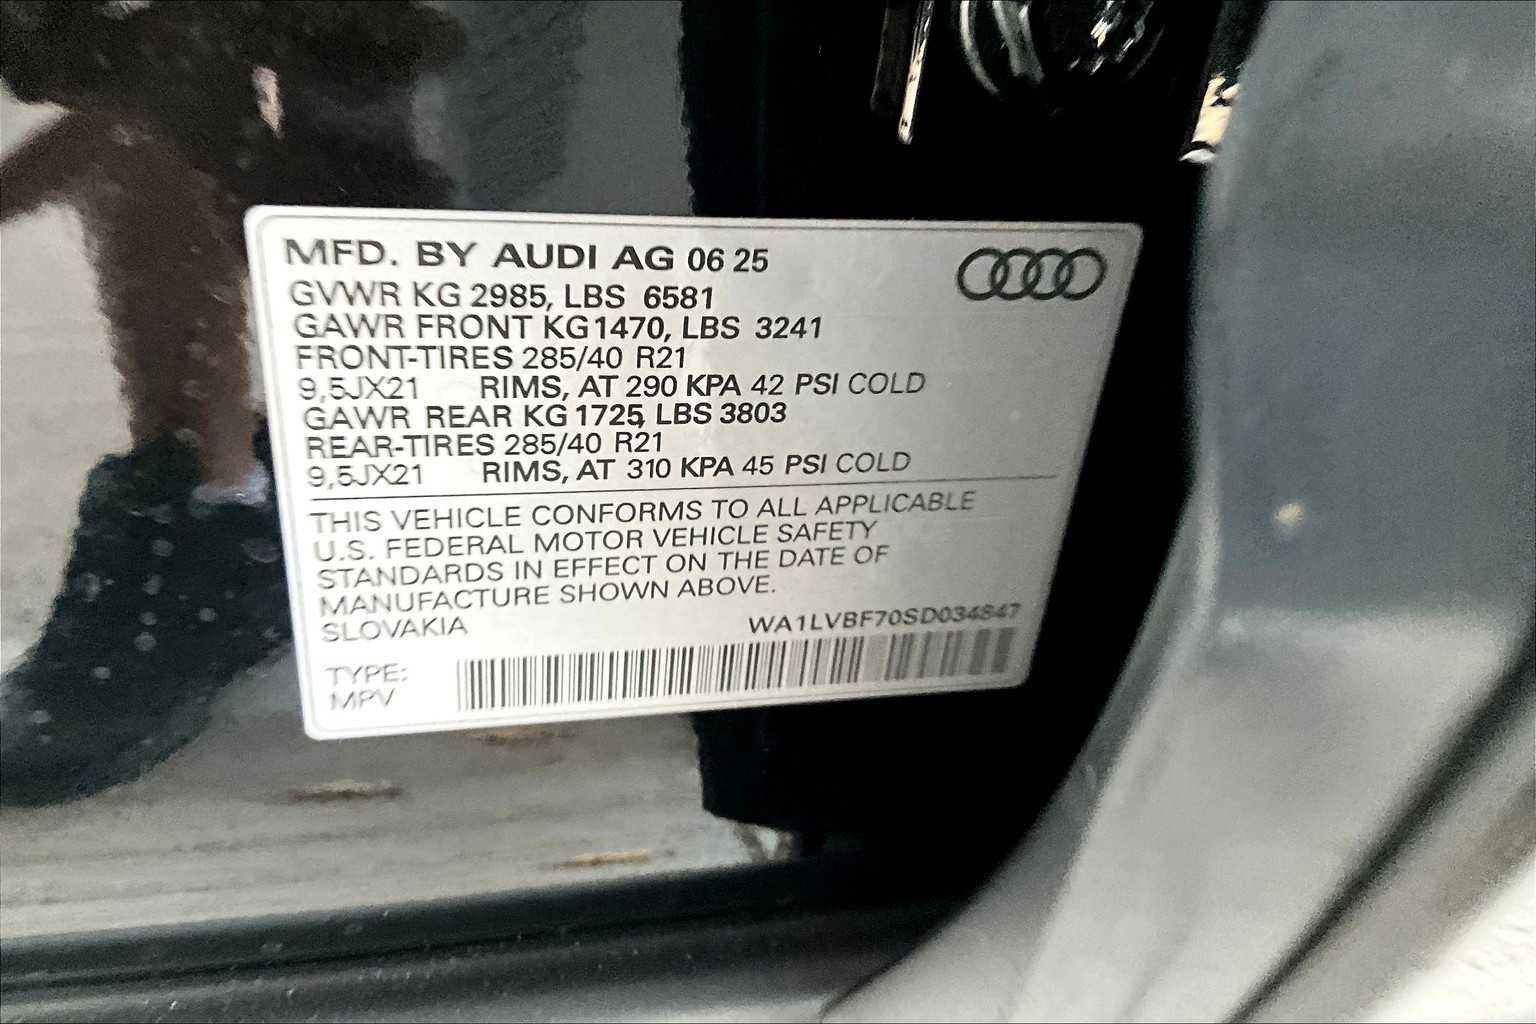 MFD. BY AUDI AG 06 25
GVWR KG 2985, LBS 6581
GAWR FRONT KG 1470, LBS 3241
FRONT-TIRES 285/40 R21
9,5JX21 RIMS, AT 290 KPA 42 PSI COLD
GAWR REAR KG 1725, LBS 3803
REAR-TIRES 285/40 R21
9,5JX21 RIMS, AT 310 KPA 45 PSI COLD
THIS VEHICLE CONFORMS TO ALL APPLICABLE
U.S. FEDERAL MOTOR VEHICLE SAFETY
STANDARDS IN EFFECT ON THE DATE OF
MANUFACTURE SHOWN ABOVE.
SLOVAKIA WA1LVBF70SD034847
TYPE:
MPV